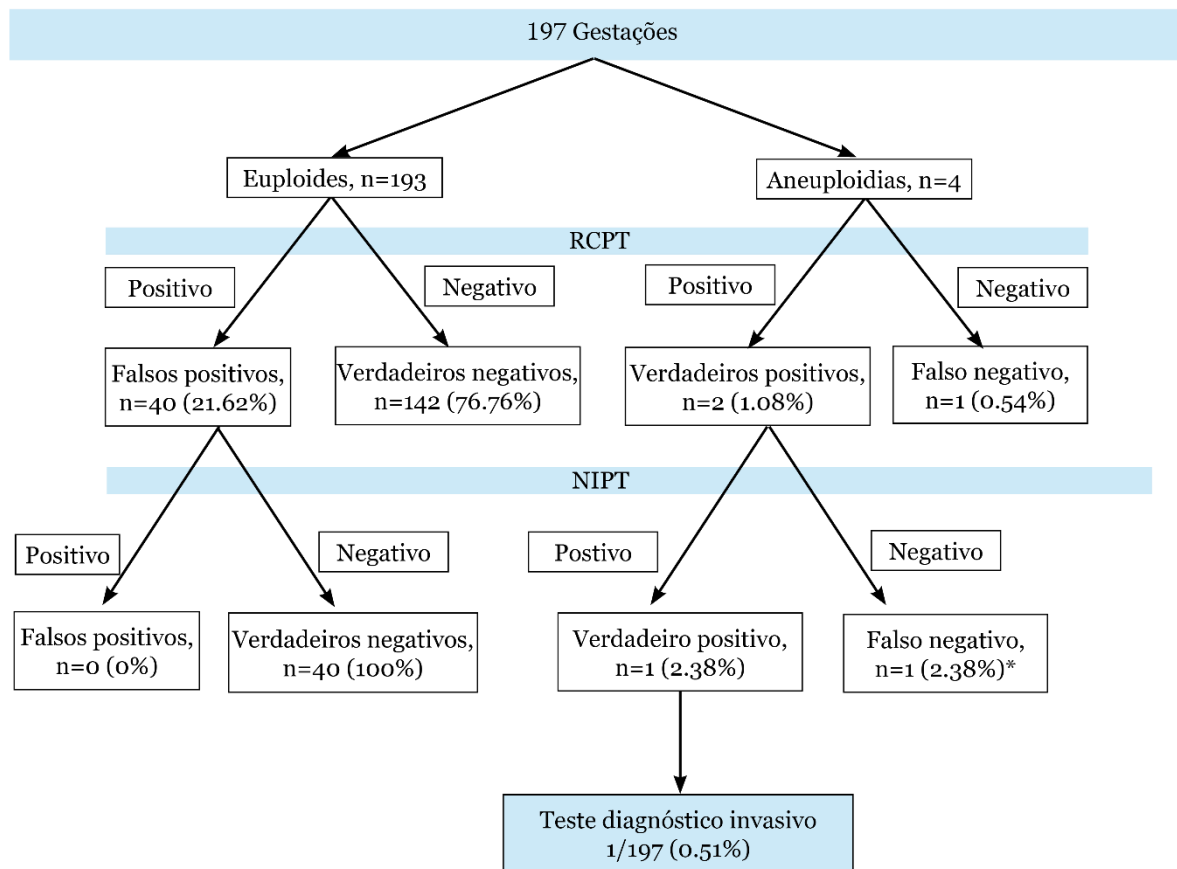 197 Gestações
Euploides, n=193
Aneuploidias, n=4
RCPT
Positivo
Negativo
Positivo
Negativo
Falsos positivos,
n=40 (21.62%)
Verdadeiros negativos,
n=142 (76.76%)
Verdadeiros positivos,
n=2 (1.08%)
Falso negativo,
n=1 (0.54%)
NIPT
Positivo
Negativo
Postivo
Negativo
Falsos positivos,
n=0 (0%)
Verdadeiros negativos,
n=40 (100%)
Verdadeiro positivo,
n=1 (2.38%)
Falso negativo,
n=1 (2.38%)*
Teste diagnóstico invasivo
1/197 (0.51%)